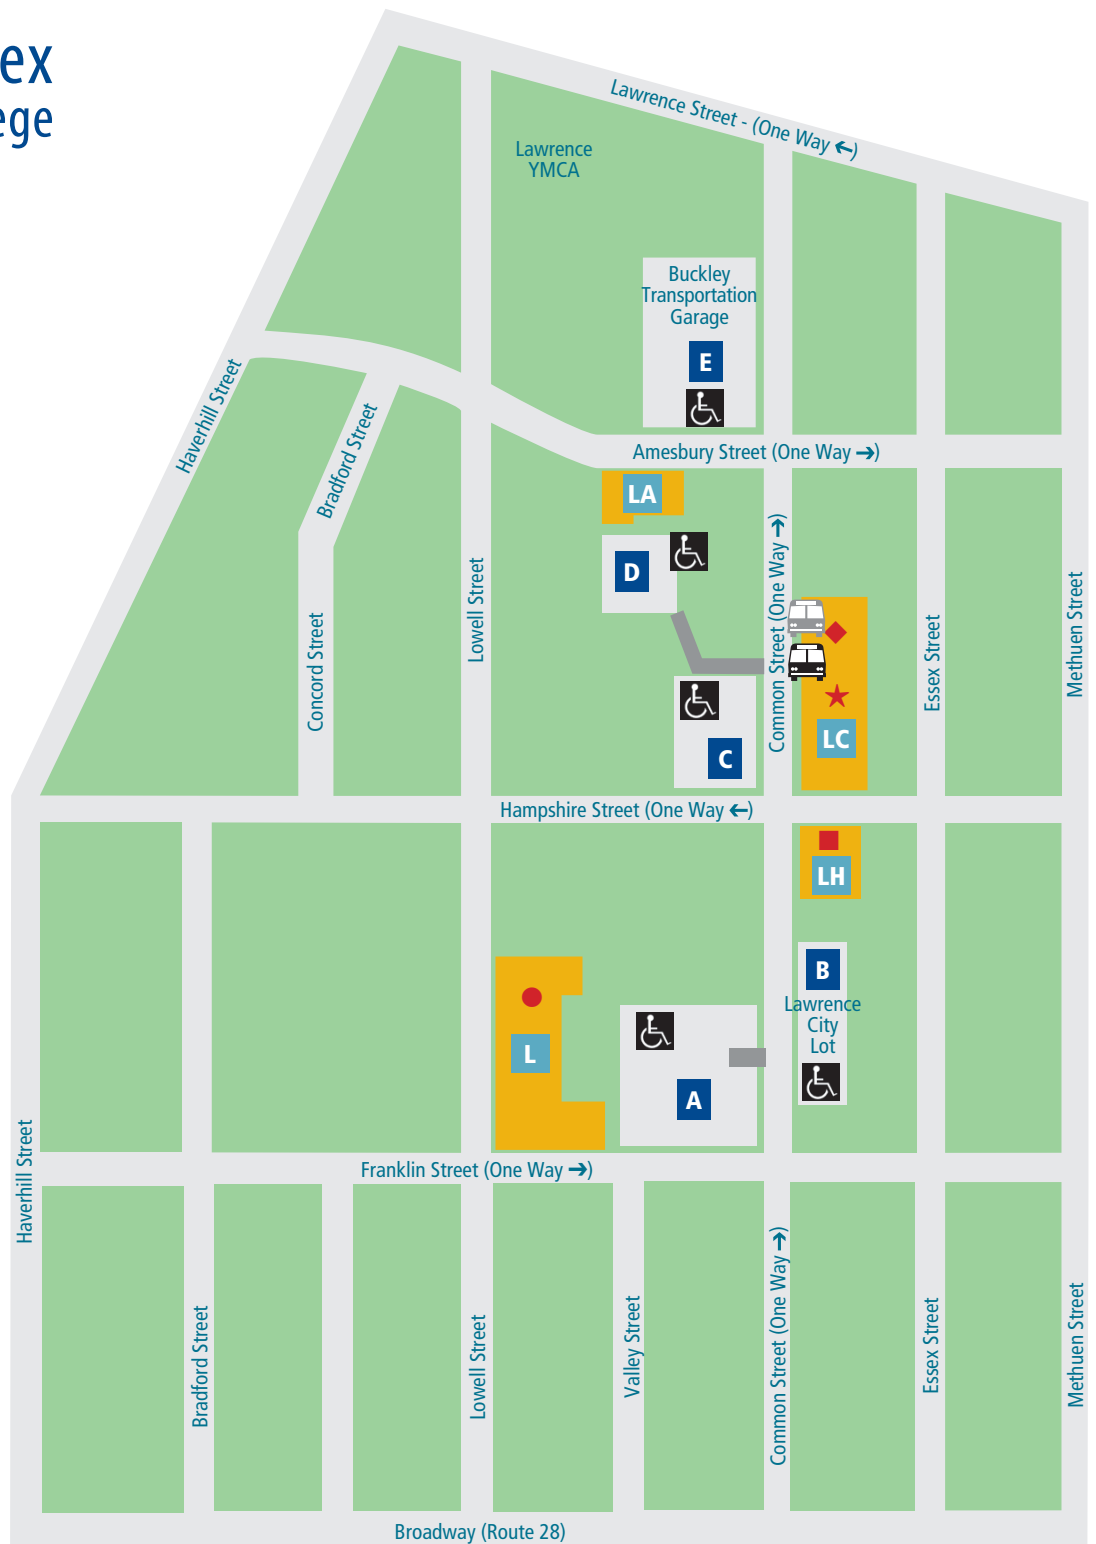 ex
ege
Lawrence Street - (One Way ←)
Lawrence
YMCA
Buckley
Transportation
Garage
E
Haverhill Street
Bradford Street
Amesbury Street (One Way →)
LA
D
Common Street (One Way →)
Lowell Street
Concord Street
Essex Street
Methuen Street
LC
C
Hampshire Street (One Way ←)
LH
B
Lawrence
City
Lot
L
A
Haverhill Street
Franklin Street (One Way →)
Bradford Street
Lowell Street
Valley Street
Common Street (One Way →)
Essex Street
Methuen Street
Broadway (Route 28)